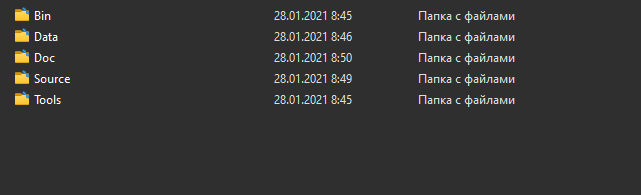 Bin 28.01.2021 8:45 Папка с файлами
Data 28.01.2021 8:46 Папка с файлами
Doc 28.01.2021 8:50 Папка с файлами
Source 28.01.2021 8:49 Папка с файлами
Tools 28.01.2021 8:45 Папка с файлами